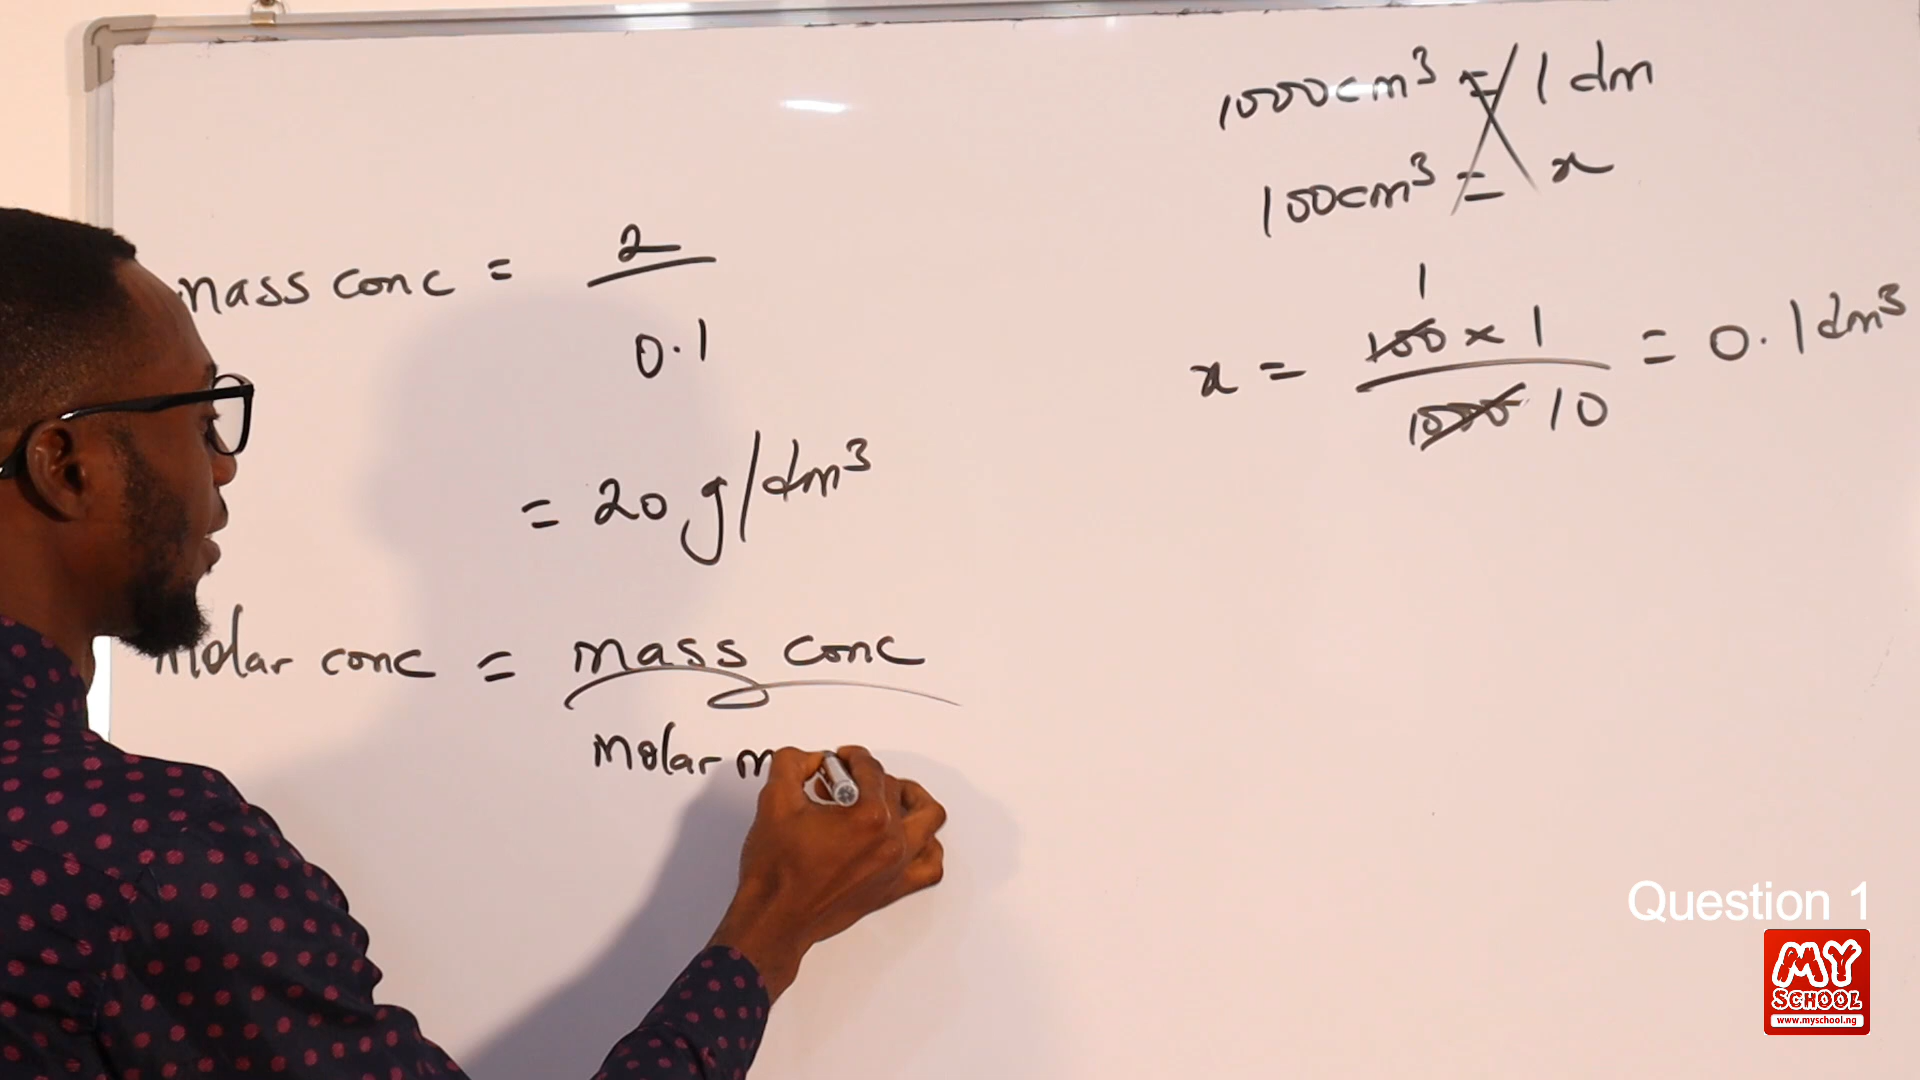 mass conc = 2
0.1
= 20 g/dm³
Molar conc = mass conc
Molar m
1000cm³ = 1 dm
100cm³ = x
1
x = 100 x 1 = 0.1 dm³
1000 10
Question 1
MY
SCHOOL
www.myschool.ng